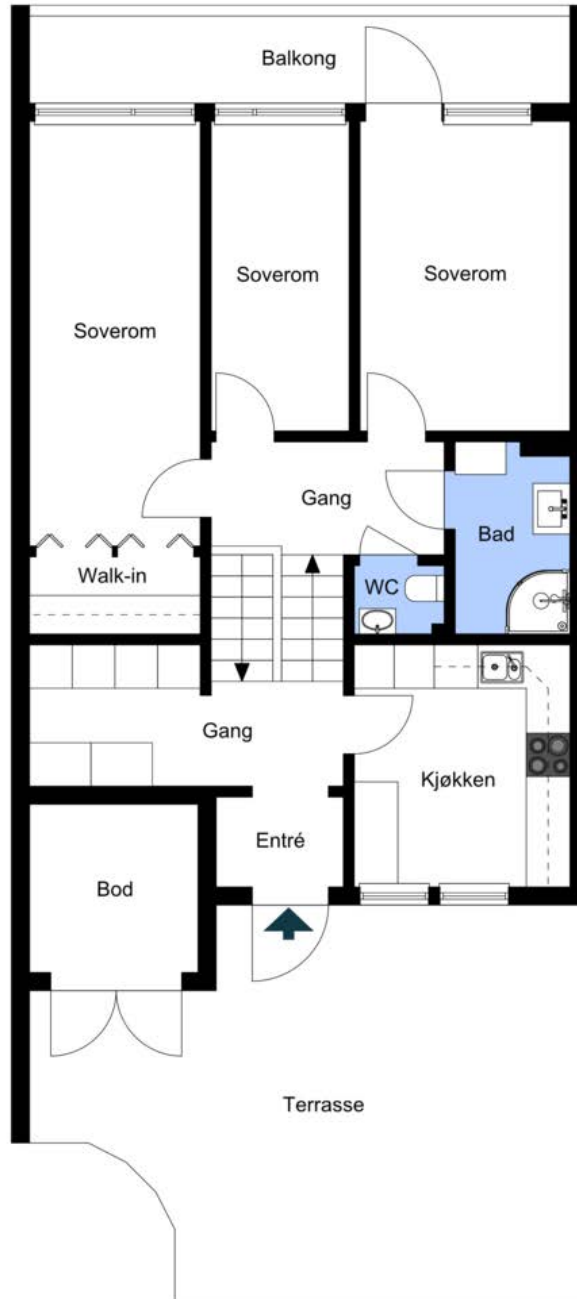 Balkong
Soverom
Soverom
Soverom
Gang
Bad
Walk-in
WC
Gang
Kjøkken
Entré
Bod
Terrasse